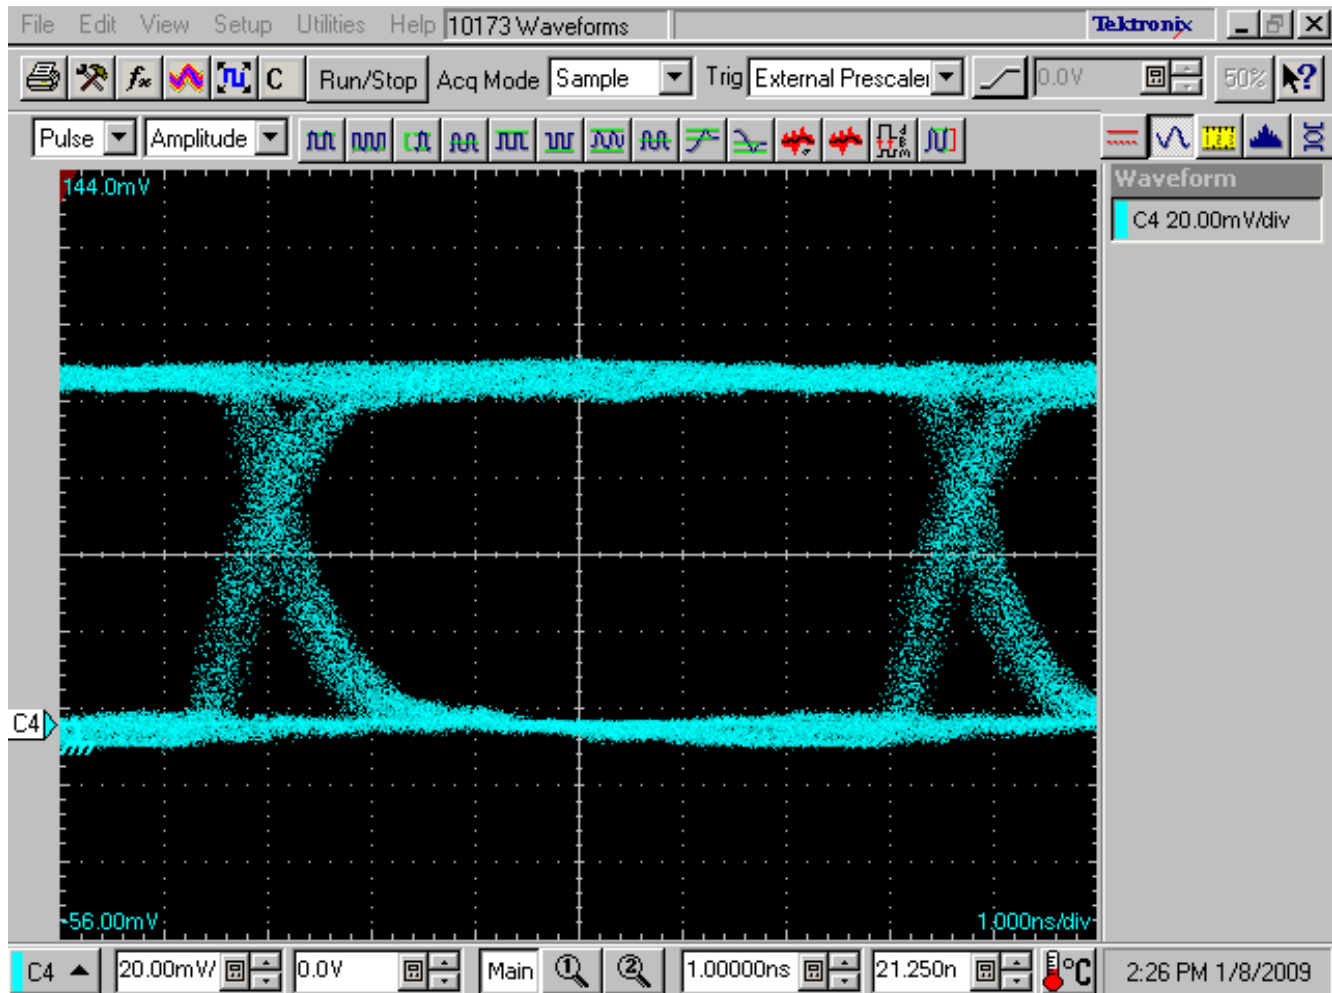 File Edit View Setup Utilities Help 10173 Waveforms Tektronix
C Run/Stop Acq Mode Sample Trig External Prescaler 0.0V 50%
Pulse Amplitude
Waveform
144.0mV
C4 20.00mV/div
C4
-56.00mV 1.000ns/div
C4 20.00mV/ 0.0V Main 1 2 1.00000ns 21.250n °C 2:26 PM 1/8/2009